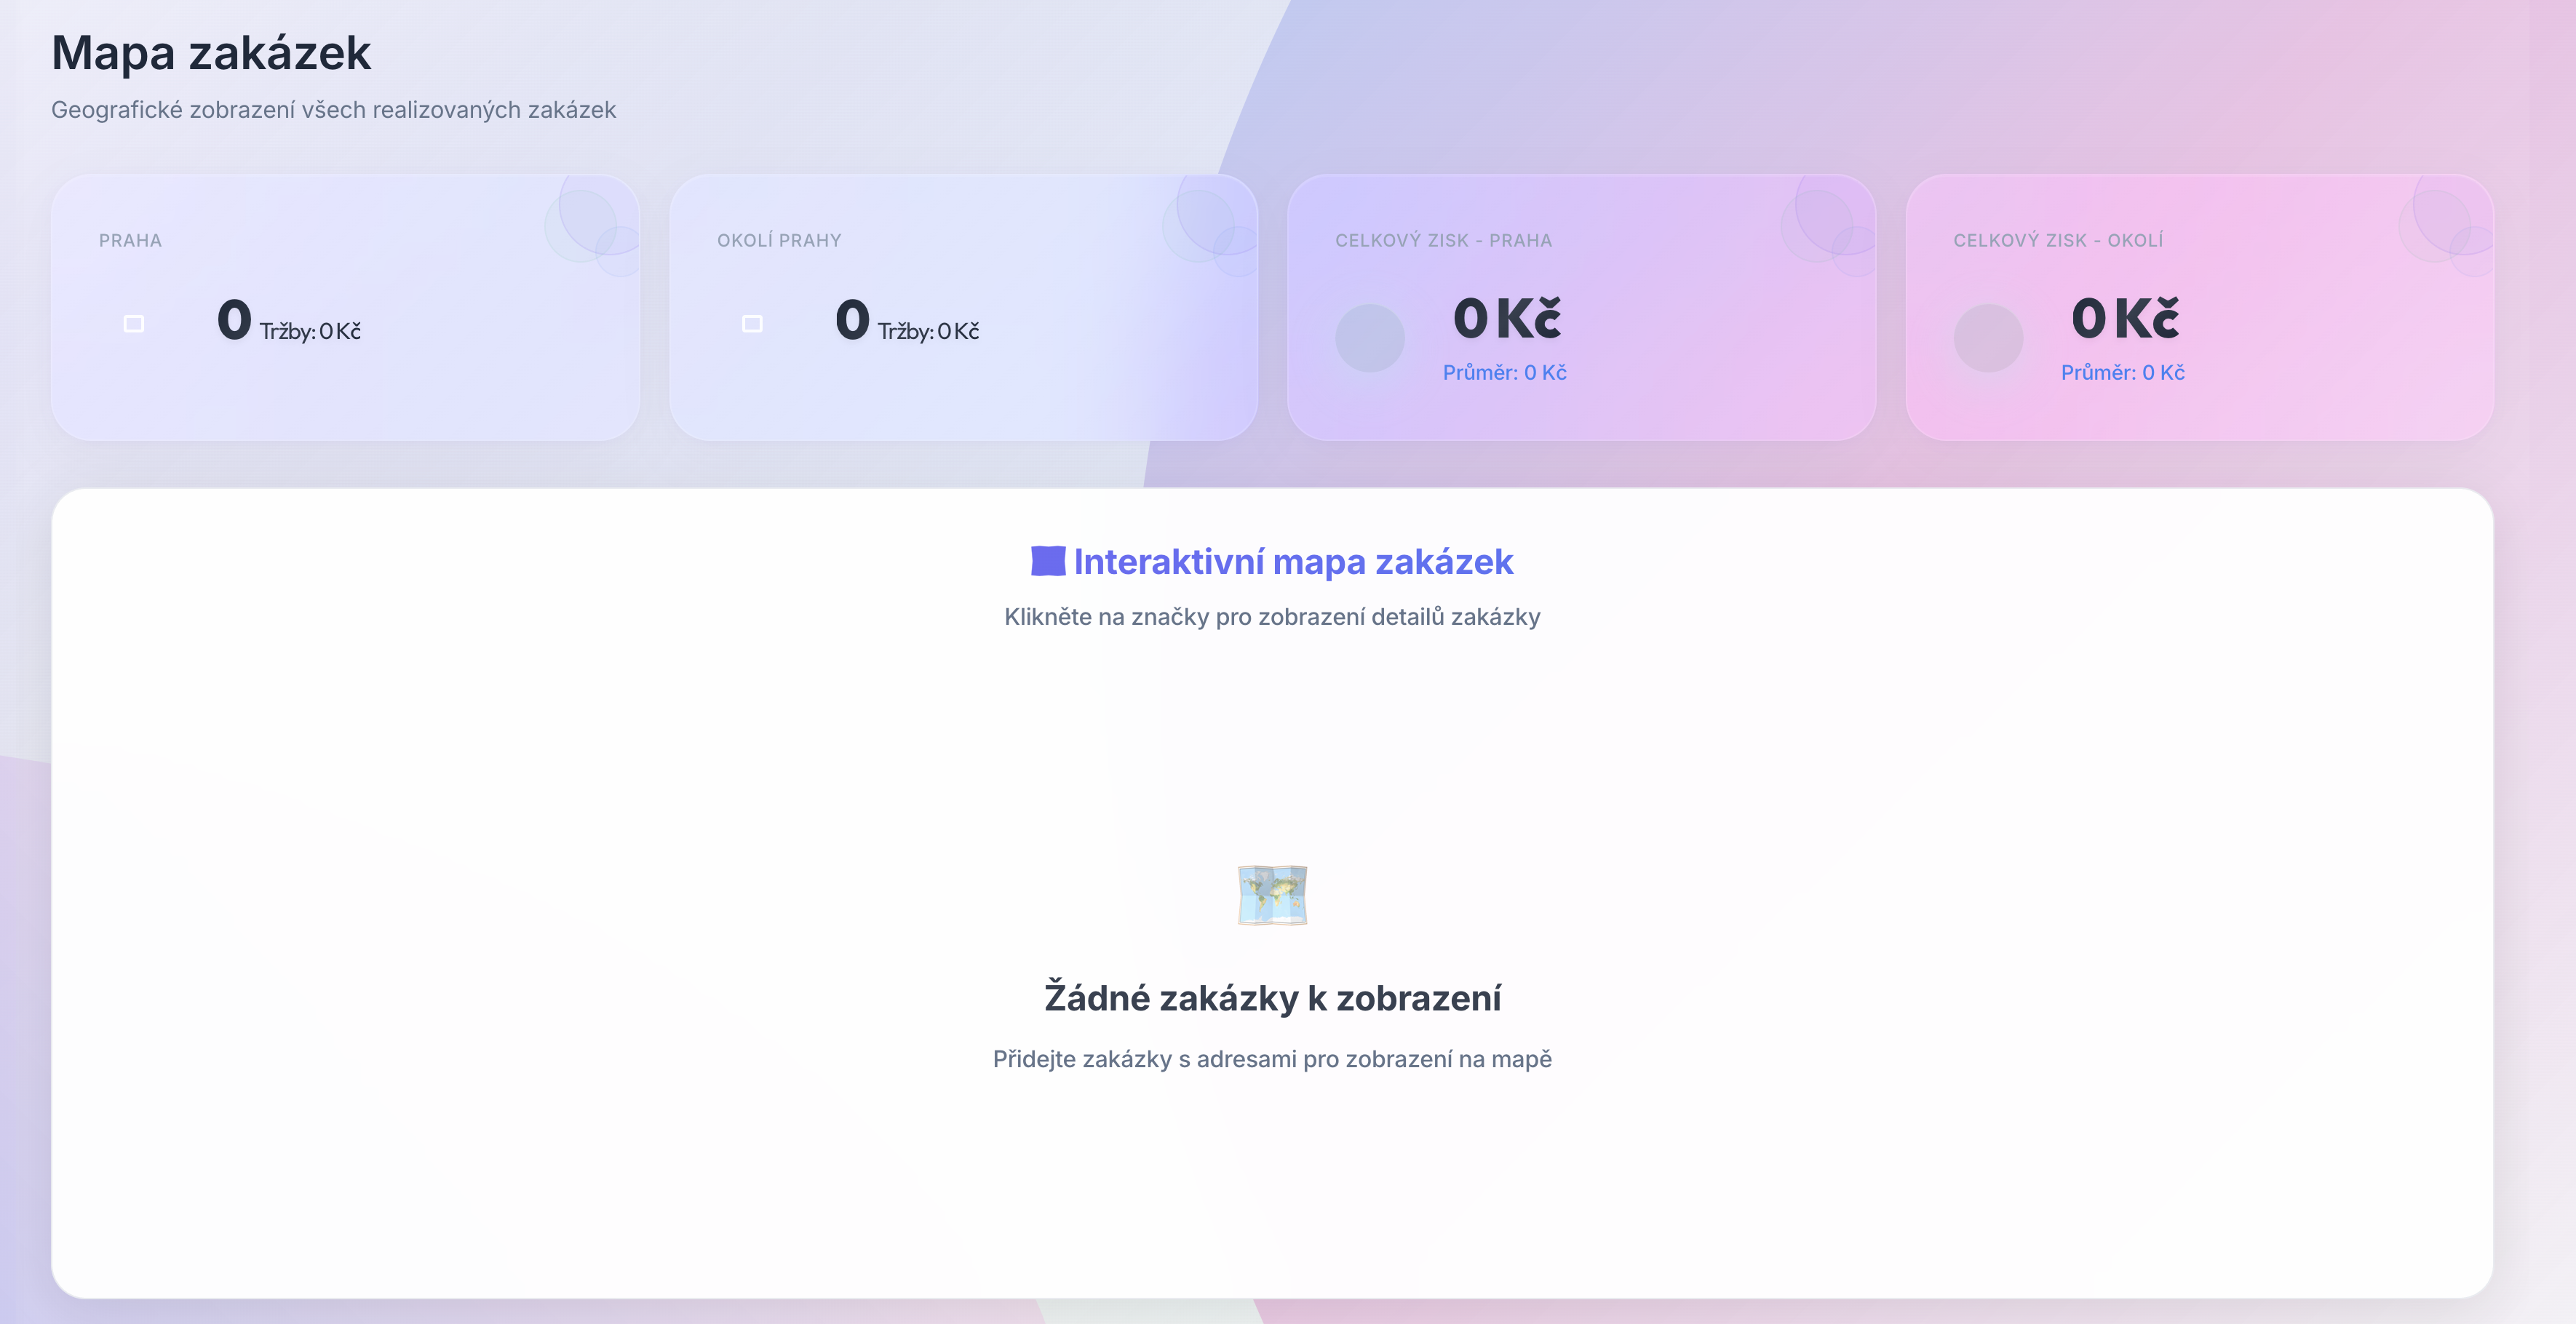 Mapa zakázek
Geografické zobrazení všech realizovaných zakázek
PRAHA
0 Tržby: 0 Kč
OKOLÍ PRAHY
0 Tržby: 0 Kč
CELKOVÝ ZISK - PRAHA
0 Kč
Průměr: 0 Kč
CELKOVÝ ZISK - OKOLÍ
0 Kč
Průměr: 0 Kč
Interaktivní mapa zakázek
Klikněte na značky pro zobrazení detailů zakázky
Žádné zakázky k zobrazení
Přidejte zakázky s adresami pro zobrazení na mapě